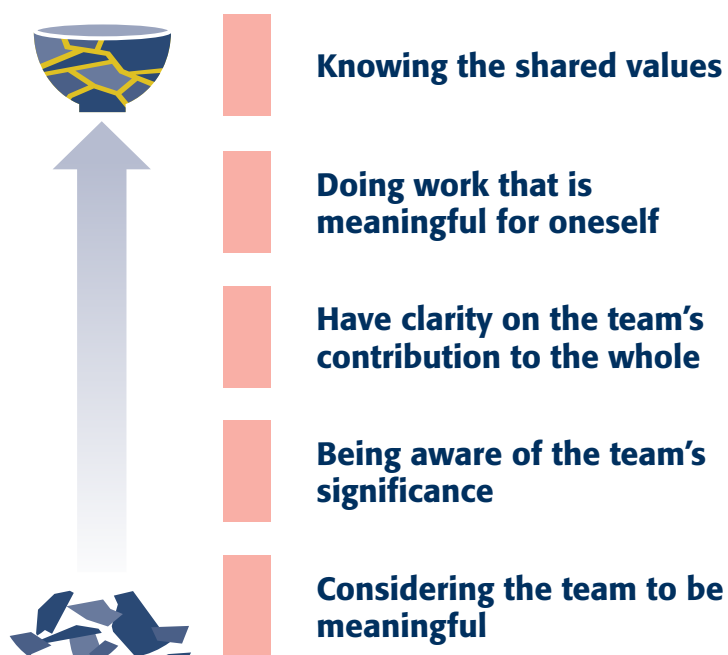 Knowing the shared values
Doing work that is
meaningful for oneself
Have clarity on the team’s
contribution to the whole
Being aware of the team’s
significance
Considering the team to be
meaningful